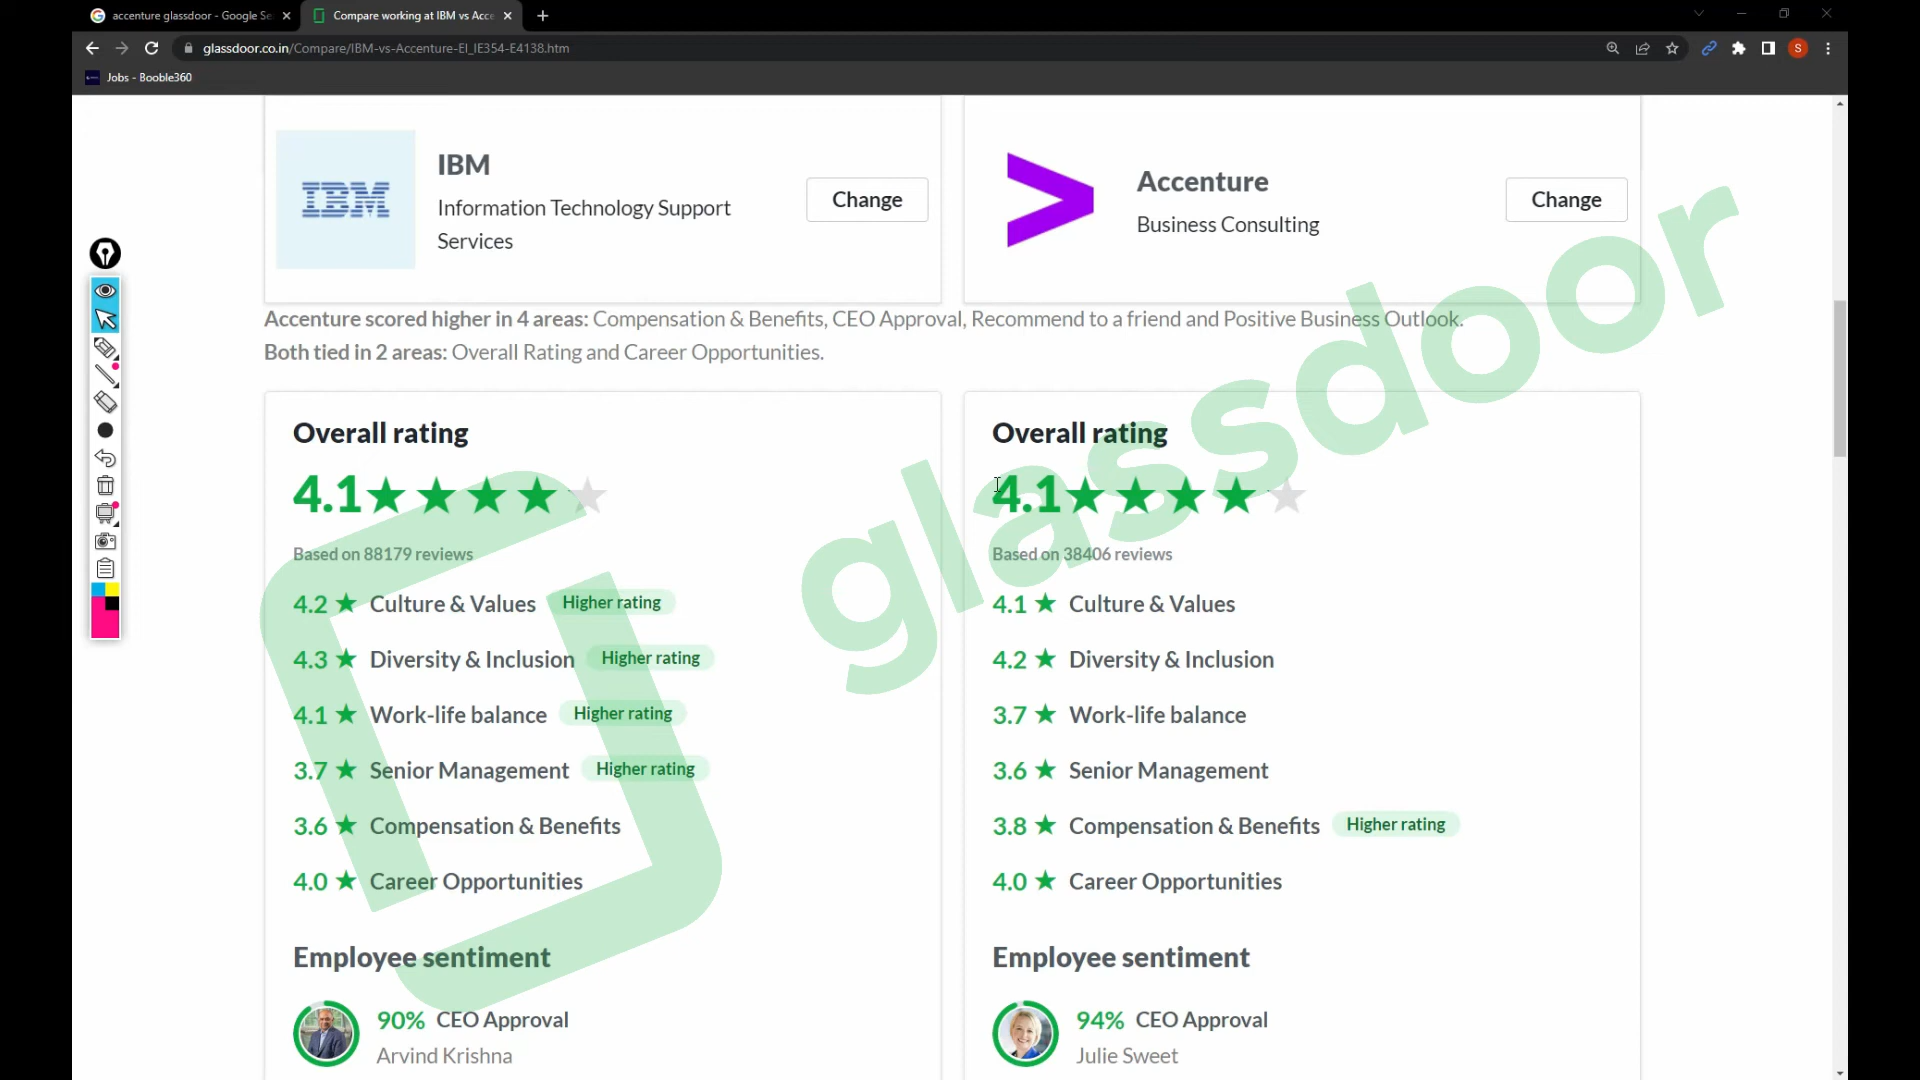 accenture glassdoor - Google Se
Compare working at IBM vs Acce
glassdoor.co.in/Compare/IBM-vs-Accenture-EI_IE354-E4138.htm
S
Jobs - Booble360
IBM
IBM
Information Technology Support
Services
Change
Accenture
Business Consulting
Change
Accenture scored higher in 4 areas: Compensation & Benefits, CEO Approval, Recommend to a friend and Positive Business Outlook.
Both tied in 2 areas: Overall Rating and Career Opportunities.
glassdoor
Overall rating
4.1
Based on 88179 reviews
4.2 ★ Culture & Values Higher rating
4.3 ★ Diversity & Inclusion Higher rating
4.1 ★ Work-life balance Higher rating
3.7 ★ Senior Management Higher rating
3.6 ★ Compensation & Benefits
4.0 ★ Career Opportunities
Employee sentiment
90% CEO Approval
Arvind Krishna
Overall rating
4.1
Based on 38406 reviews
4.1 ★ Culture & Values
4.2 ★ Diversity & Inclusion
3.7 ★ Work-life balance
3.6 ★ Senior Management
3.8 ★ Compensation & Benefits Higher rating
4.0 ★ Career Opportunities
Employee sentiment
94% CEO Approval
Julie Sweet